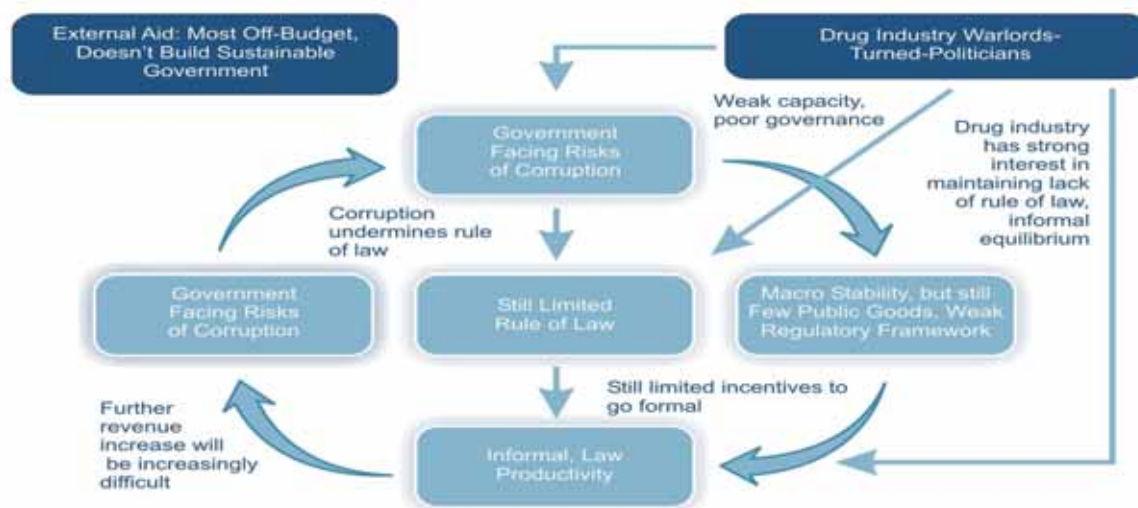 External Aid: Most Off-Budget,
Doesn't Build Sustainable
Government
Drug Industry Warlords-
Turned-Politicians
Weak capacity,
poor governance
Government
Facing Risks
of Corruption
Drug industry
has strong
interest in
maintaining lack
of rule of law,
informal
equilibrium
Corruption
undermines rule
of law
Government
Facing Risks
of Corruption
Still Limited
Rule of Law
Macro Stability, but still
Few Public Goods, Weak
Regulatory Framework
Still limited incentives to
go formal
Further
revenue
increase will
be increasingly
difficult
Informal, Law
Productivity